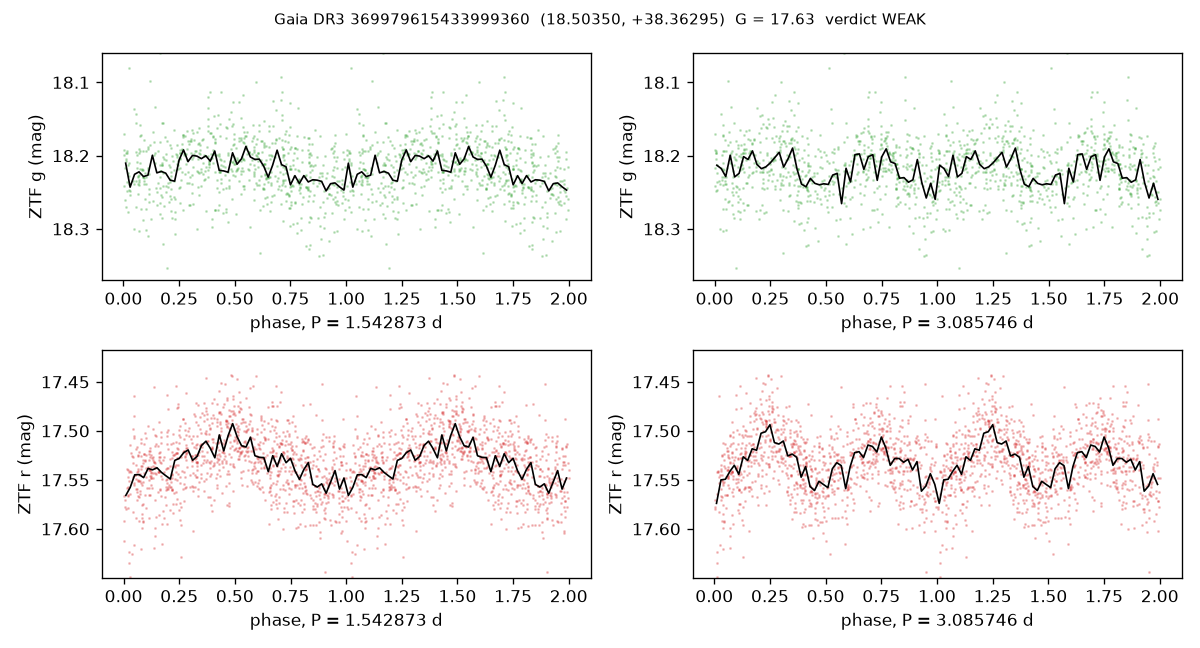 Gaia DR3 369979615433999360 (18.50350, +38.36295) G = 17.63 verdict WEAK
ZTF g (mag)
18.1
18.2
18.3
0.00 0.25 0.50 0.75 1.00 1.25 1.50 1.75 2.00
phase, P = 1.542873 d
ZTF g (mag)
18.1
18.2
18.3
0.00 0.25 0.50 0.75 1.00 1.25 1.50 1.75 2.00
phase, P = 3.085746 d
ZTF r (mag)
17.45
17.50
17.55
17.60
0.00 0.25 0.50 0.75 1.00 1.25 1.50 1.75 2.00
phase, P = 1.542873 d
ZTF r (mag)
17.45
17.50
17.55
17.60
0.00 0.25 0.50 0.75 1.00 1.25 1.50 1.75 2.00
phase, P = 3.085746 d